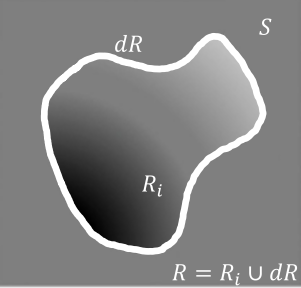 S
dR
R_i
R = R_i ∪ dR